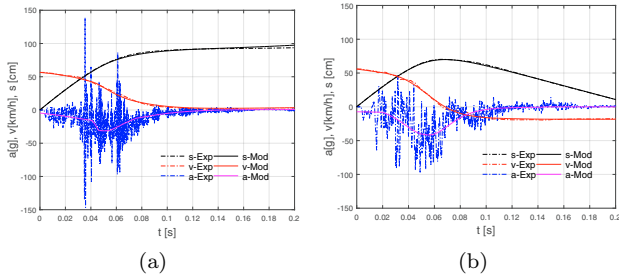 150
100
50
0
-50
-100
-150
a[g], v[km/h], s [cm]
s-Exp s-Mod
v-Exp v-Mod
a-Exp a-Mod
0 0.02 0.04 0.06 0.08 0.1 0.12 0.14 0.16 0.18 0.2
t [s]
(a)
150
100
50
0
-50
-100
-150
a[g], v[km/h], s [cm]
s-Exp s-Mod
v-Exp v-Mod
a-Exp a-Mod
0 0.02 0.04 0.06 0.08 0.1 0.12 0.14 0.16 0.18 0.2
t [s]
(b)